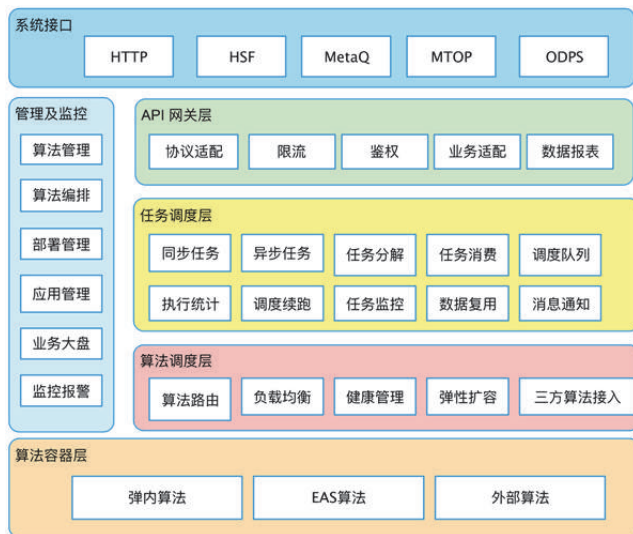 系统接口
HTTP HSF MetaQ MTOP ODPS
管理及监控
算法管理
算法编排
部署管理
应用管理
业务大盘
监控报警
API 网关层
协议适配 限流 鉴权 业务适配 数据报表
任务调度层
同步任务 异步任务 任务分解 任务消费 调度队列
执行统计 调度续跑 任务监控 数据复用 消息通知
算法调度层
算法路由 负载均衡 健康管理 弹性扩容 三方算法接入
算法容器层
弹内算法 EAS算法 外部算法